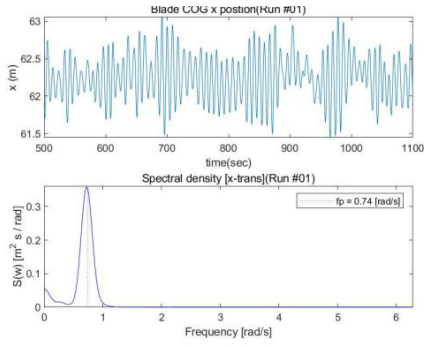 Blade COG x postion(Run #01)
63
62.5
62
61.5
x (m)
500 600 700 800 900 1000 1100
time(sec)
Spectral density [x-trans](Run #01)
0.3
0.2
0.1
0
S(w) [m² s / rad]
fp = 0.74 [rad/s]
0 1 2 3 4 5 6
Frequency [rad/s]